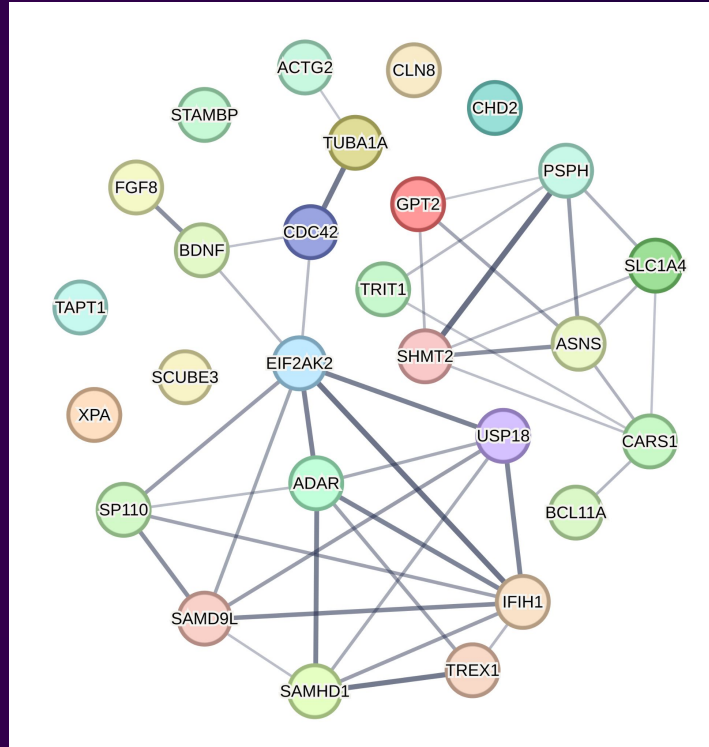 ACTG2
CLN8
CHD2
STAMBP
TUBA1A
PSPH
FGF8
GPT2
CDC42
BDNF
SLC1A4
TRIT1
TAPT1
ASNS
SHMT2
EIF2AK2
SCUBE3
XPA
USP18
CARS1
ADAR
SP110
BCL11A
IFIH1
SAMD9L
TREX1
SAMHD1